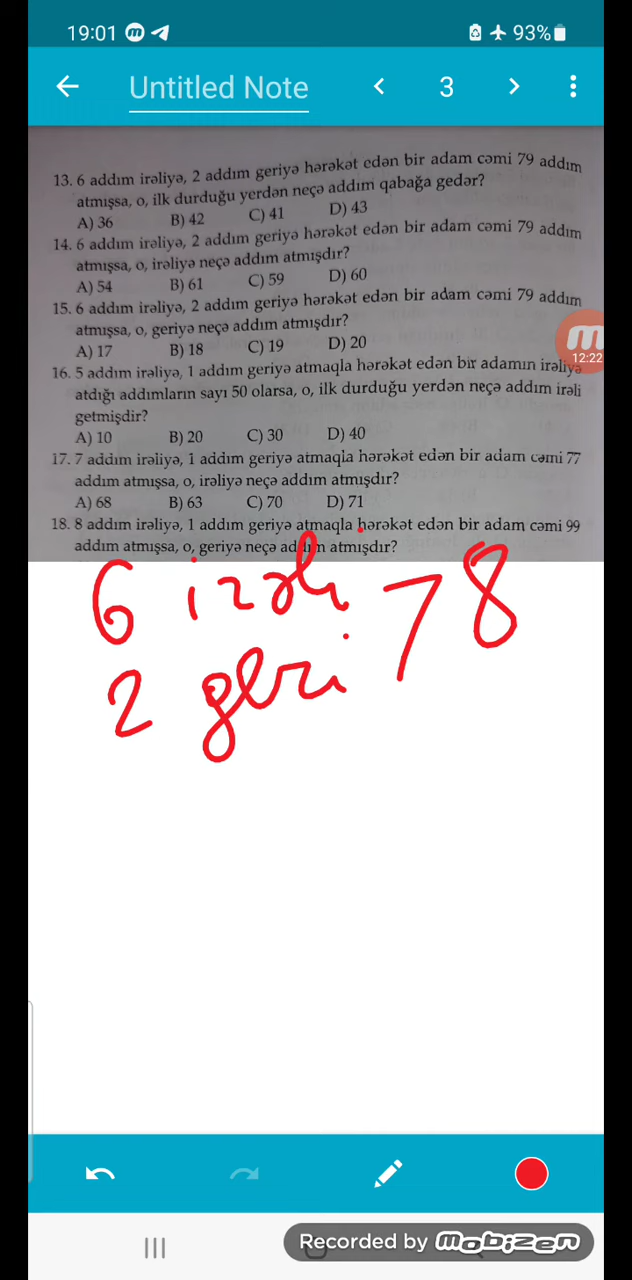 19:01 93%
Untitled Note < 3 >
13. 6 addım irəliyə, 2 addım geriyə hərəkət edən bir adam cəmi 79 addım
atmışsa, o, ilk durduğu yerdən neçə addım qabağa gedər?
A) 36 B) 42 C) 41 D) 43
14. 6 addım irəliyə, 2 addım geriyə hərəkət edən bir adam cəmi 79 addım
atmışsa, o, irəliyə neçə addım atmışdır?
A) 54 B) 61 C) 59 D) 60
15. 6 addım irəliyə, 2 addım geriyə hərəkət edən bir adam cəmi 79 addım
atmışsa, o, geriyə neçə addım atmışdır?
A) 17 B) 18 C) 19 D) 20
12:22
16. 5 addım irəliyə, 1 addım geriyə atmaqla hərəkət edən bir adamın irəliyə
atdığı addımların sayı 50 olarsa, o, ilk durduğu yerdən neçə addım irəli
getmişdir?
A) 10 B) 20 C) 30 D) 40
17. 7 addım irəliyə, 1 addım geriyə atmaqla hərəkət edən bir adam cəmi 77
addım atmışsa, o, irəliyə neçə addım atmışdır?
A) 68 B) 63 C) 70 D) 71
18. 8 addım irəliyə, 1 addım geriyə atmaqla hərəkət edən bir adam cəmi 99
addım atmışsa, o, geriyə neçə addım atmışdır?
6 irəli 78
2 geri
Recorded by mobizen